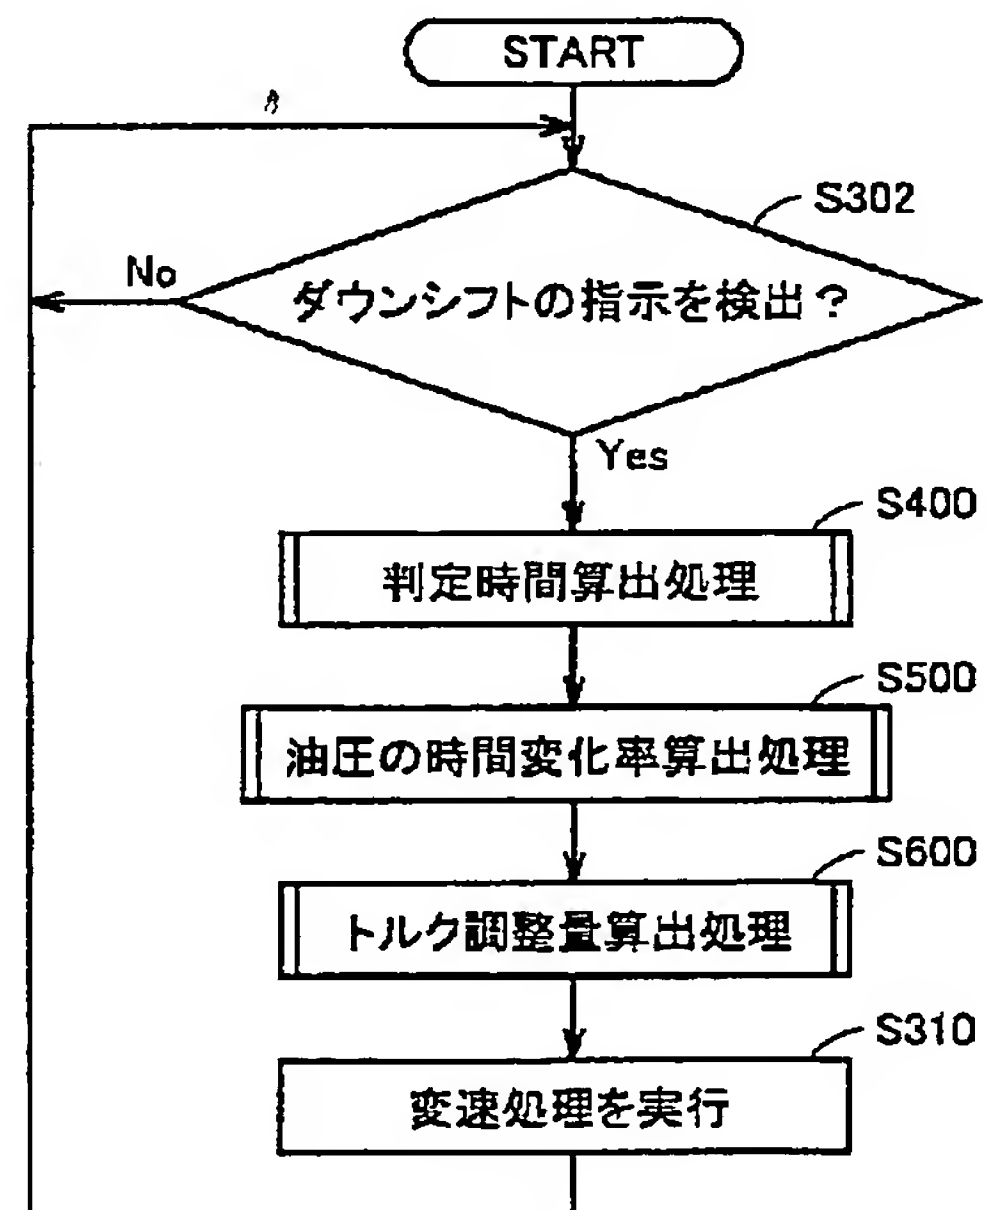 START
S302
No
ダウンシフトの指示を検出？
Yes
S400
判定時間算出処理
S500
油圧の時間変化率算出処理
S600
トルク調整量算出処理
S310
変速処理を実行